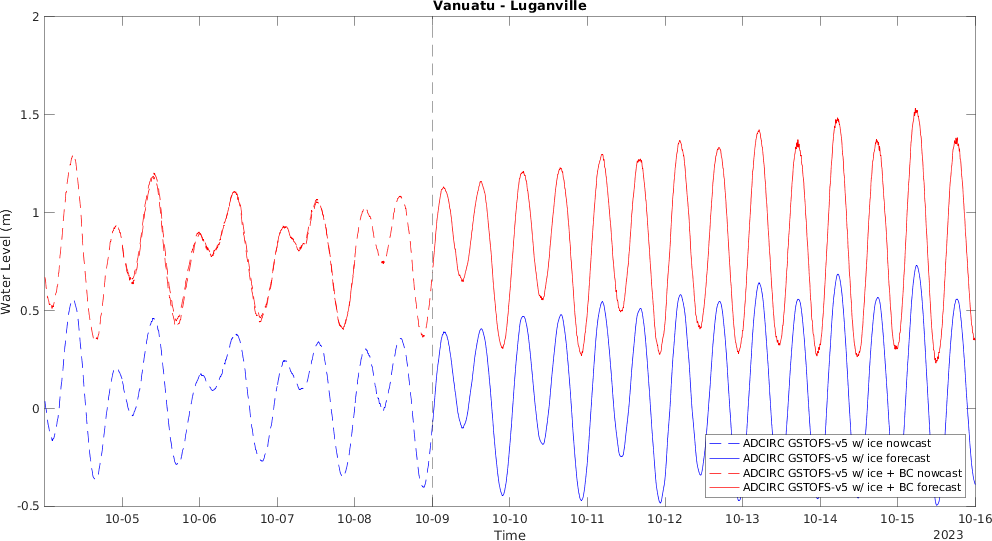 Vanuatu - Luganville
2
1.5
1
0.5
0
-0.5
Water Level (m)
ADCIRC GSTOFS-v5 w/ ice nowcast
ADCIRC GSTOFS-v5 w/ ice forecast
ADCIRC GSTOFS-v5 w/ ice + BC nowcast
ADCIRC GSTOFS-v5 w/ ice + BC forecast
10-05 10-06 10-07 10-08 10-09 10-10 10-11 10-12 10-13 10-14 10-15 10-16
Time
2023